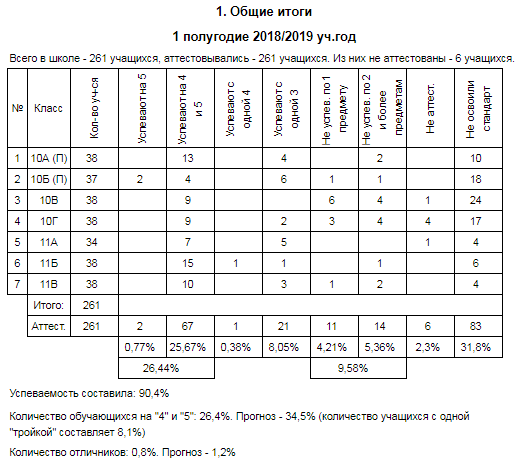 1. Общие итоги
1 полугодие 2018/2019 уч.год
Всего в школе - 261 учащихся, аттестовывались - 261 учащихся. Из них не аттестованы - 6 учащихся.
№ Класс Кол-во уч-ся Успевают на 5 Успевают на 4 и 5 Успевают с одной 4 Успевают с одной 3 Не успев. по 1 предмету Не успев. по 2 и более предметам Не аттест. Не освоили стандарт
1 10А (П) 38 13 4 2 10
2 10Б (П) 37 2 4 6 1 1 18
3 10В 38 9 6 4 1 24
4 10Г 38 9 2 3 4 4 17
5 11А 34 7 5 1 4
6 11Б 38 15 1 1 1 6
7 11В 38 10 3 1 2 4
Итого: 261
Аттест. 261 2 67 1 21 11 14 6 83
0,77% 25,67% 0,38% 8,05% 4,21% 5,36% 2,3% 31,8%
26,44% 9,58%
Успеваемость составила: 90,4%
Количество обучающихся на "4" и "5": 26,4%. Прогноз - 34,5% (количество учащихся с одной
"тройкой" составляет 8,1%)
Количество отличников: 0,8%. Прогноз - 1,2%